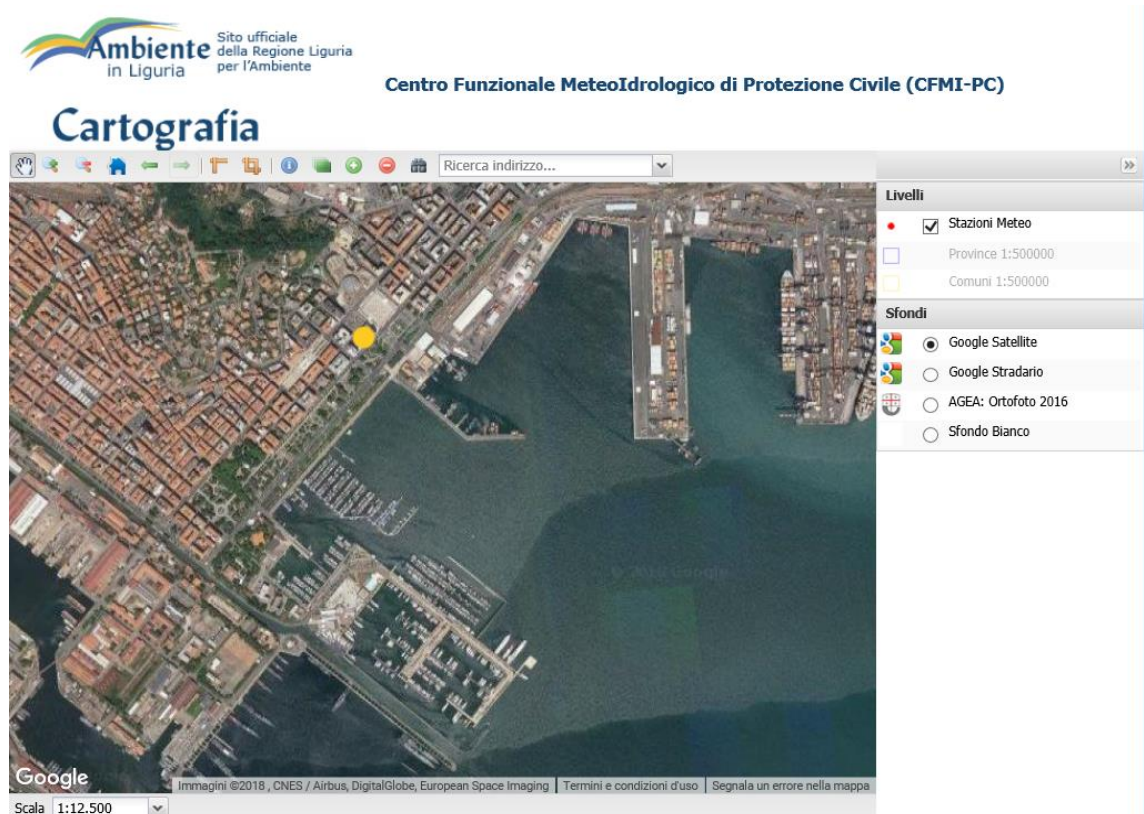 Ambiente
in Liguria
Sito ufficiale
della Regione Liguria
per l'Ambiente
Centro Funzionale MeteoIdrologico di Protezione Civile (CFMI-PC)
Cartografia
Ricerca indirizzo...
Livelli
Stazioni Meteo
Province 1:500000
Comuni 1:500000
Sfondi
Google Satellite
Google Stradario
AGEA: Ortofoto 2016
Sfondo Bianco
Google
Immagini ©2018 , CNES / Airbus, DigitalGlobe, European Space Imaging
Termini e condizioni d'uso
Segnala un errore nella mappa
Scala 1:12.500